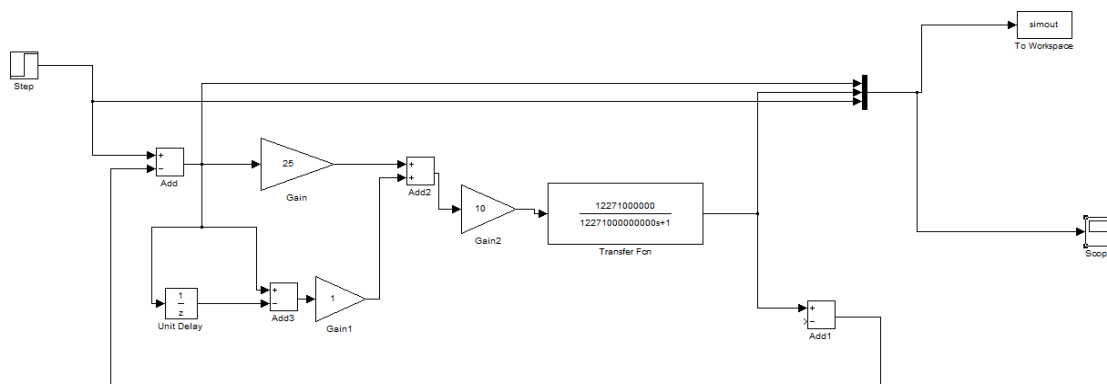 simout
To Workspace
Step
+
−
Add
25
Gain
+
+
Add2
10
Gain2
12271000000
12271000000000s+1
Transfer Fcn
Scop
1
z
Unit Delay
+
−
Add3
1
Gain1
+
−
Add1